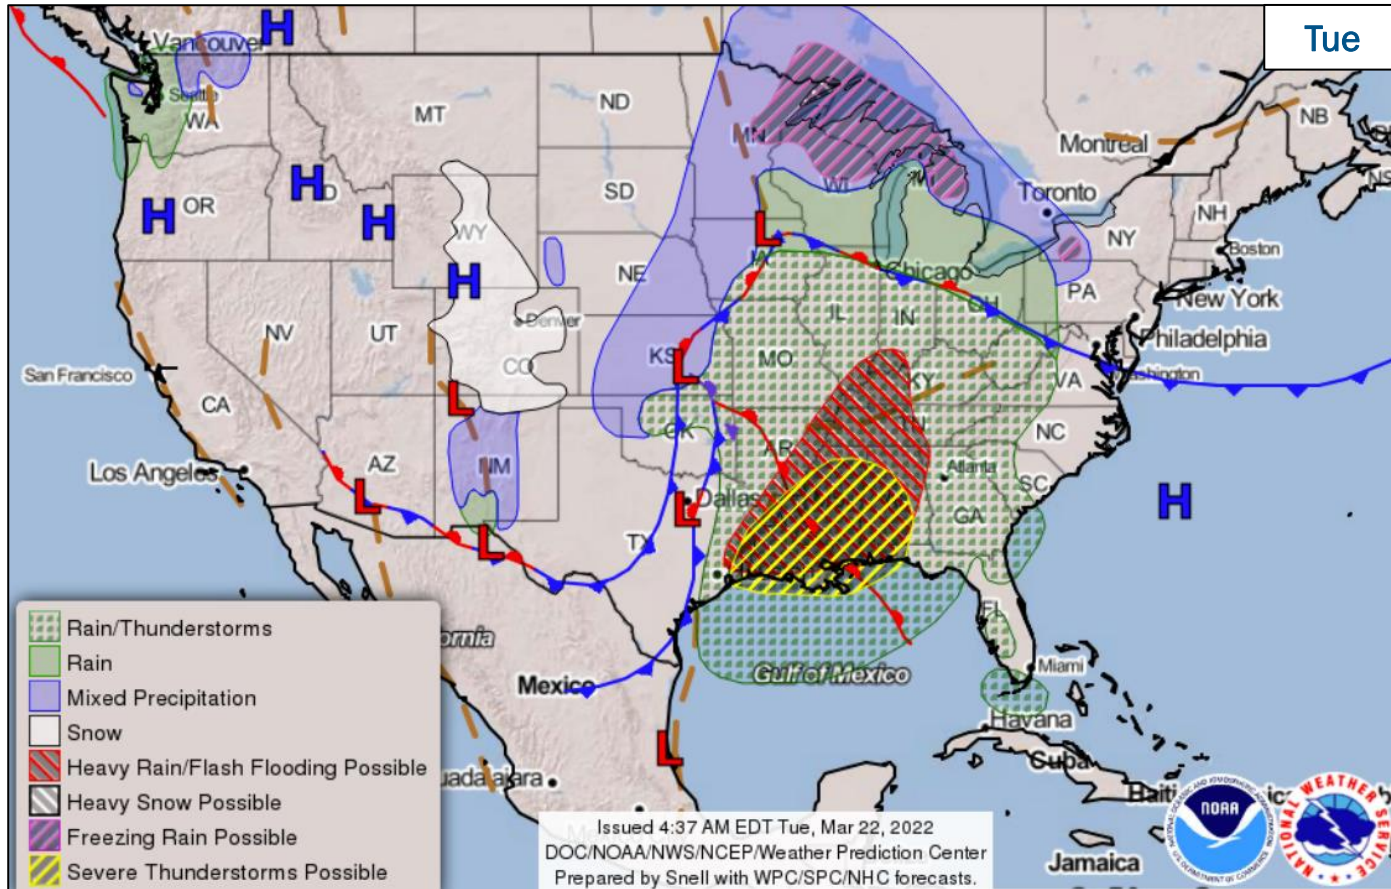 Tue
Vancouver
Seattle
WA
MT
ND
MN
Montreal
NB
OR
ID
SD
WI
MI
Toronto
NY
NH
Boston
WY
NE
IA
Chicago
PA
New York
NV
UT
Denver
CO
KS
MO
IL
IN
OH
Philadelphia
Washington
San Francisco
CA
KY
VA
Los Angeles
AZ
NM
OK
AR
TN
NC
Atlanta
SC
Dallas
GA
TX
FL
Miami
Gulf of Mexico
Mexico
Havana
Cuba
Jamaica
H
H
H
H
H
H
L
L
L
L
L
L
L
L
Rain/Thunderstorms
Rain
Mixed Precipitation
Snow
Heavy Rain/Flash Flooding Possible
Heavy Snow Possible
Freezing Rain Possible
Severe Thunderstorms Possible
Issued 4:37 AM EDT Tue, Mar 22, 2022
DOC/NOAA/NWS/NCEP/Weather Prediction Center
Prepared by Snell with WPC/SPC/NHC forecasts.
NOAA
NATIONAL WEATHER SERVICE